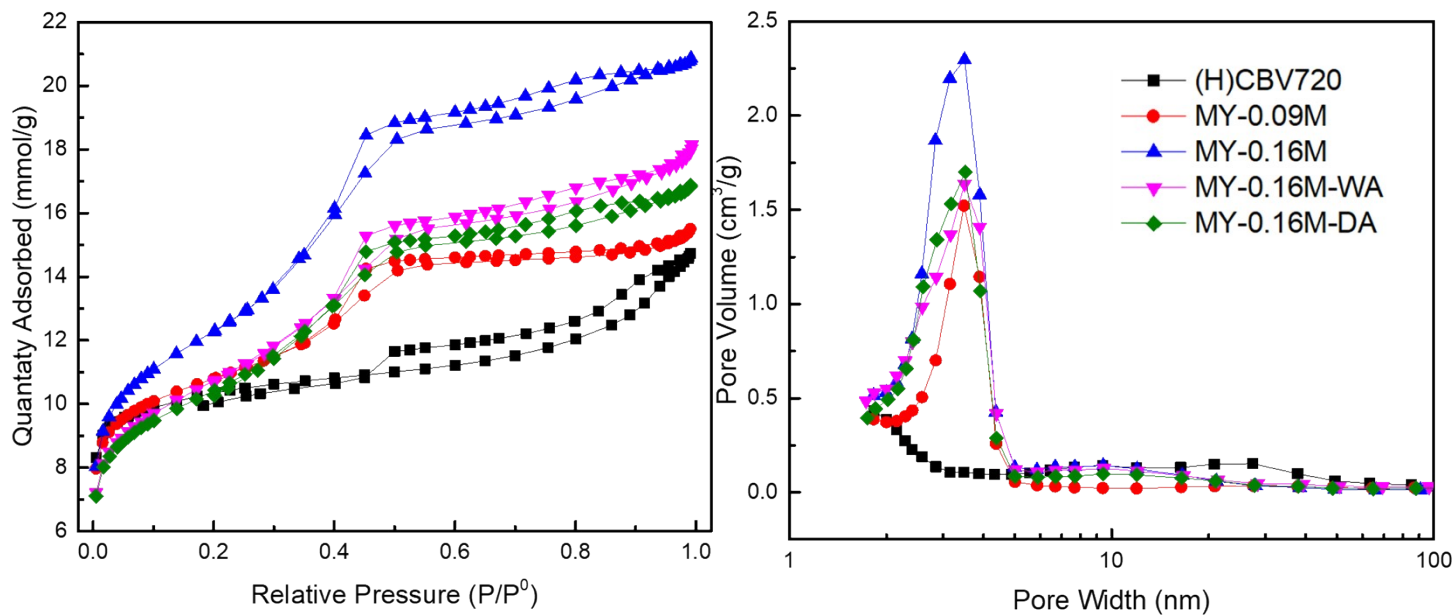 22
20
18
16
14
12
10
8
6
Quantaty Adsorbed (mmol/g)
0.0 0.2 0.4 0.6 0.8 1.0
Relative Pressure (P/P⁰)
2.5
2.0
1.5
1.0
0.5
0.0
Pore Volume (cm³/g)
(H)CBV720
MY-0.09M
MY-0.16M
MY-0.16M-WA
MY-0.16M-DA
1 10 100
Pore Width (nm)